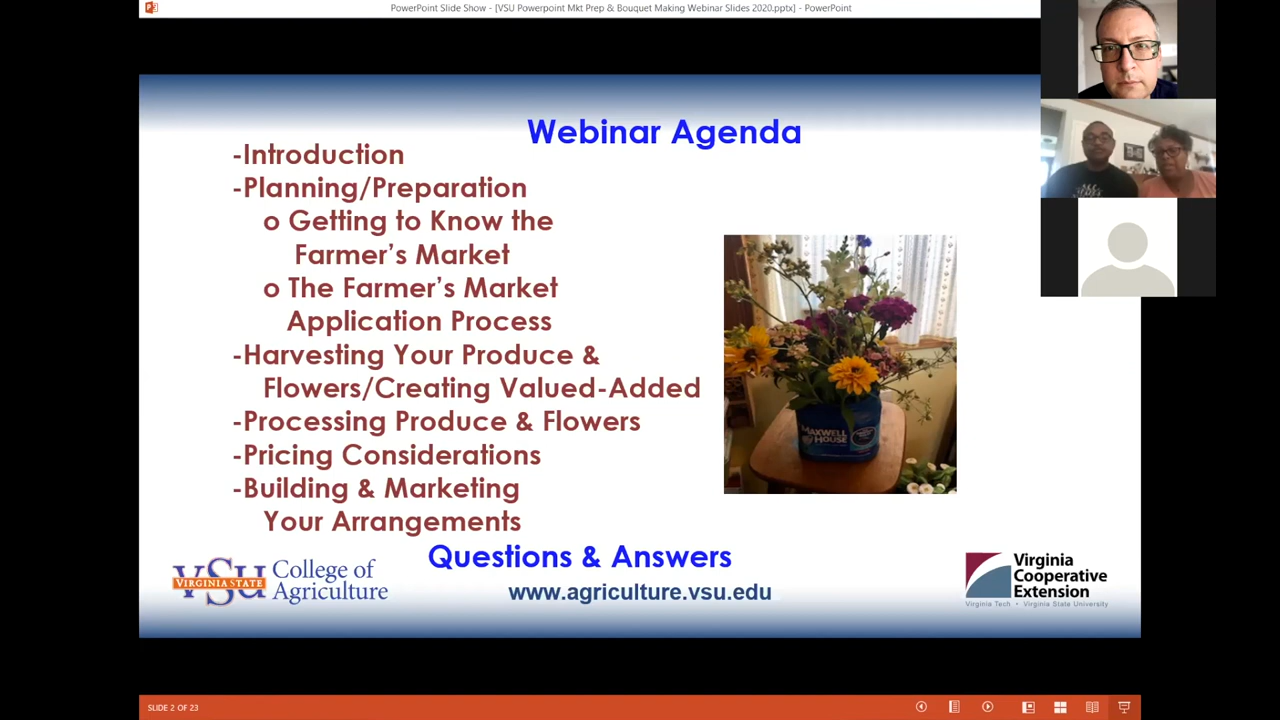 PowerPoint Slide Show - [VSU Powerpoint Mkt Prep & Bouquet Making Webinar Slides 2020.pptx] - PowerPoint
Webinar Agenda
-Introduction
-Planning/Preparation
o Getting to Know the
Farmer's Market
o The Farmer's Market
Application Process
-Harvesting Your Produce &
Flowers/Creating Valued-Added
-Processing Produce & Flowers
-Pricing Considerations
-Building & Marketing
Your Arrangements
MAXWELL
HOUSE
Questions & Answers
www.agriculture.vsu.edu
VSU
VIRGINIA STATE
College of
Agriculture
Virginia
Cooperative
Extension
Virginia Tech • Virginia State University
SLIDE 2 OF 23